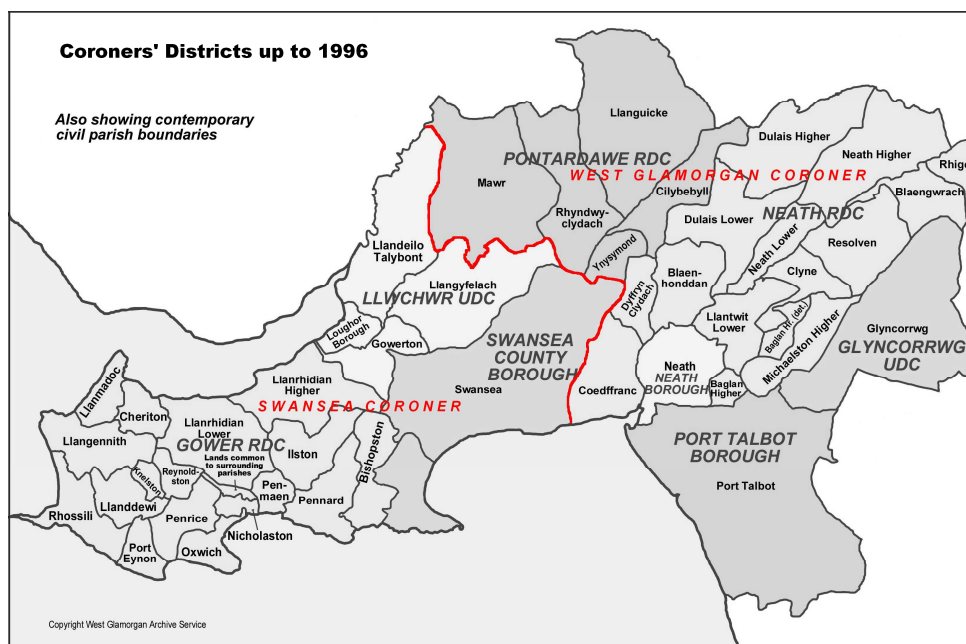 Coroners' Districts up to 1996
Also showing contemporary
civil parish boundaries
Llanguicke
Dulais Higher
Neath Higher
Rhigo
PONTARDAWE RDC
WEST GLAMORGAN CORONER
Mawr
Cilybebyll
Blaengwrach
Rhyndwy-
clydach
Dulais Lower
NEATH RDC
Neath Lower
Resolven
Llandeilo
Talybont
Ynysymond
Blaen-
honddan
Clyne
Llangyfelach
Dyffryn
Clydach
LLWCHWR UDC
Llantwit
Lower
Baglan Hr. (det.)
Michaelston Higher
Glyncorrwg
GLYNCORRWG
UDC
Loughor
Borough
Gowerton
SWANSEA
COUNTY
BOROUGH
Neath
NEATH
BOROUGH
Baglan
Higher
Coedffranc
Swansea
Llanrhidian
Higher
SWANSEA CORONER
Llanmadoc
Cheriton
Llanrhidian
Lower
Llangennith
GOWER RDC
Ilston
Bishopston
PORT TALBOT
BOROUGH
Port Talbot
Lands common
to surrounding
parishes
Knelston
Reynold-
ston
Pen-
maen
Pennard
Llanddewi
Rhossili
Penrice
Nicholaston
Port
Eynon
Oxwich
Copyright West Glamorgan Archive Service